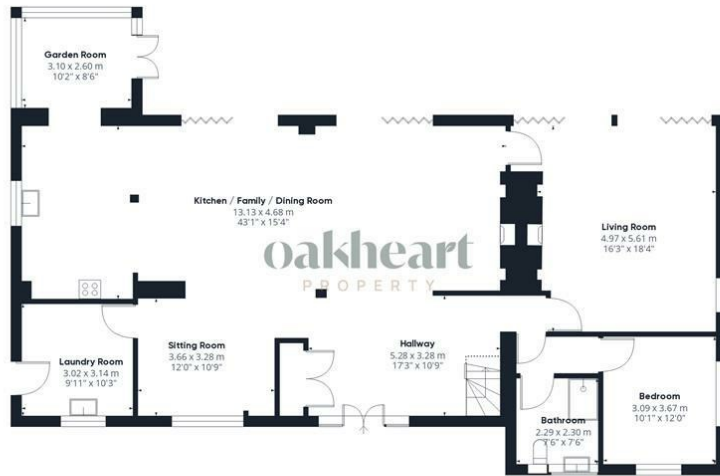 Garden Room
3.10 x 2.60 m
10'2" x 8'6"
Kitchen / Family / Dining Room
13.13 x 4.68 m
43'1" x 15'4"
Living Room
4.97 x 5.61 m
16'3" x 18'4"
oakheart
PROPERTY
Sitting Room
3.66 x 3.28 m
12'0" x 10'9"
Hallway
5.28 x 3.28 m
17'3" x 10'9"
Laundry Room
3.02 x 3.14 m
9'11" x 10'3"
Bedroom
3.09 x 3.67 m
10'1" x 12'0"
Bathroom
2.29 x 2.30 m
7'6" x 7'6"